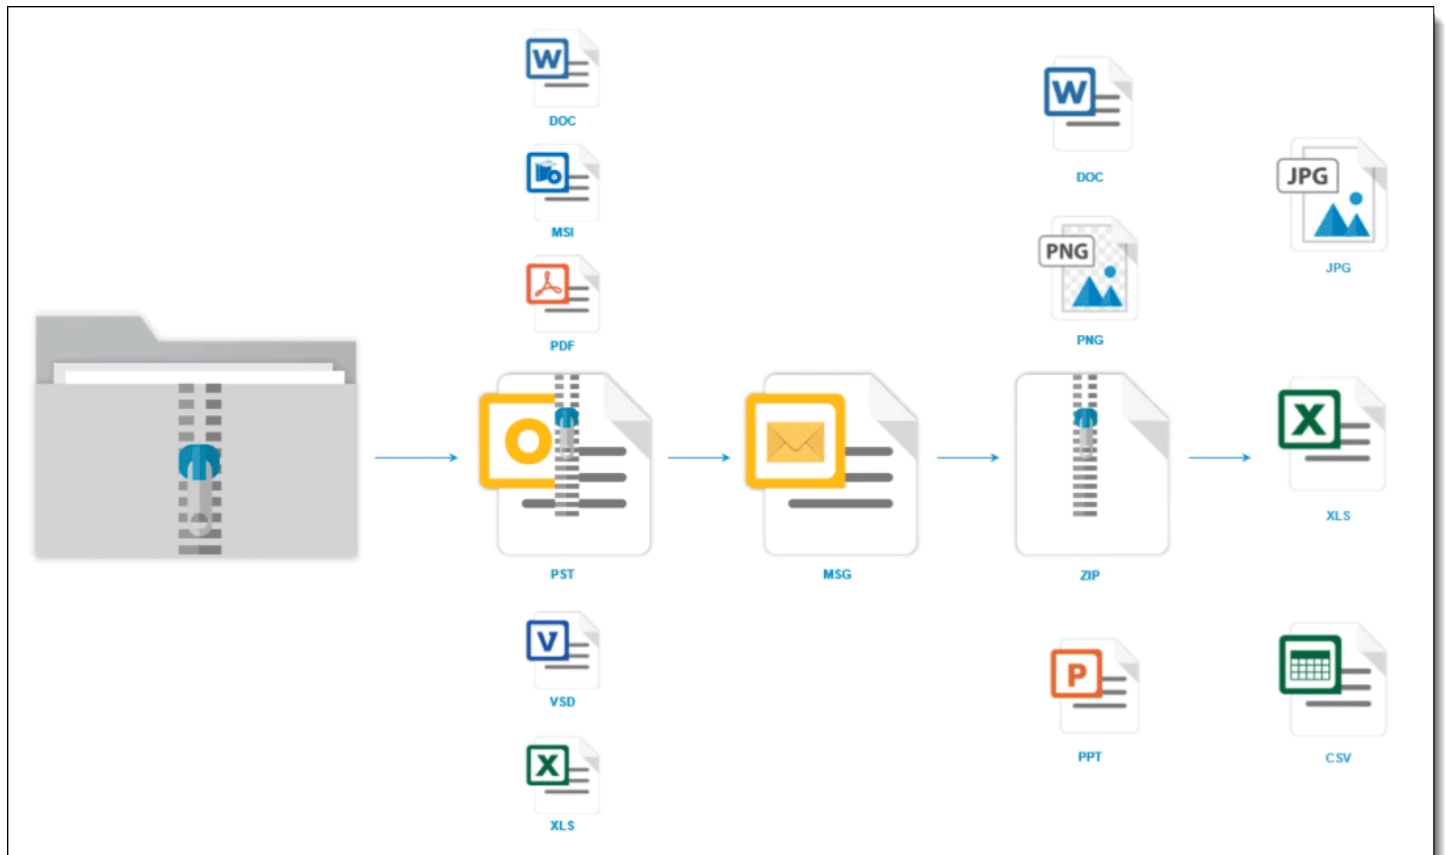 W
DOC
MSI
PDF
PST
V
VSD
X
XLS
MSG
W
DOC
PNG
PNG
ZIP
P
PPT
JPG
JPG
X
XLS
CSV